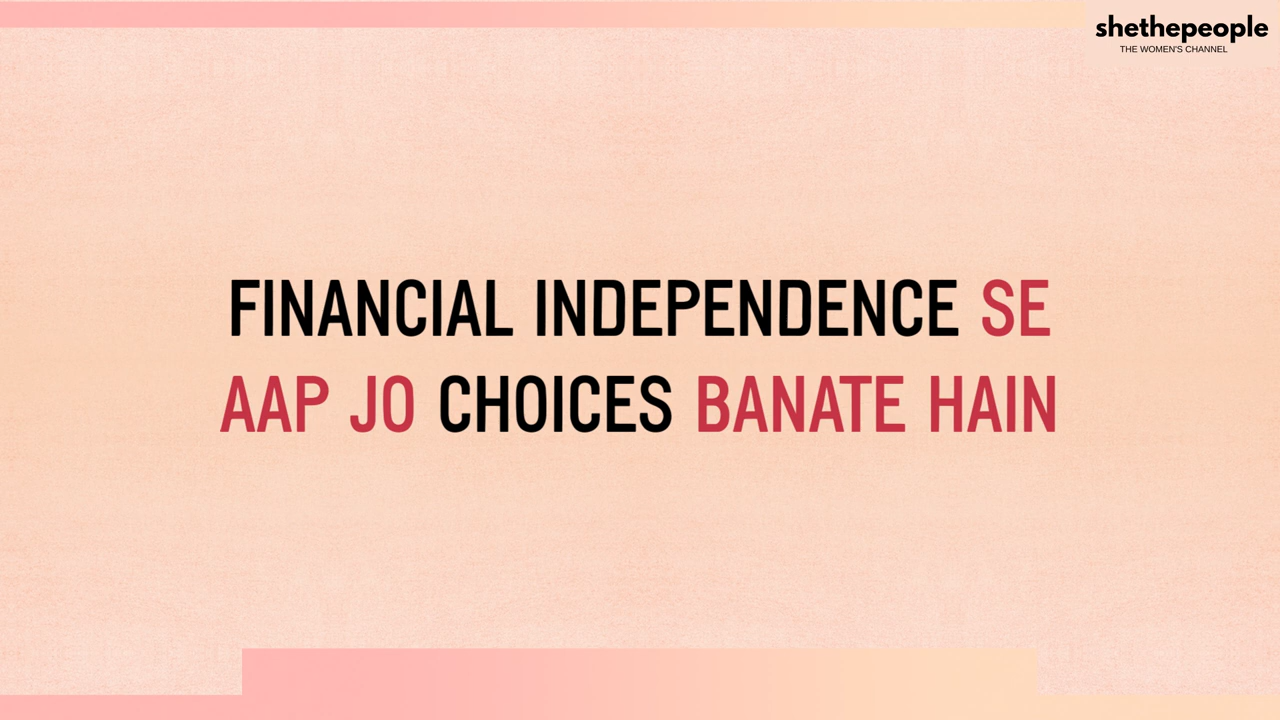 shethepeople
THE WOMEN'S CHANNEL
FINANCIAL INDEPENDENCE SE
AAP JO CHOICES BANATE HAIN